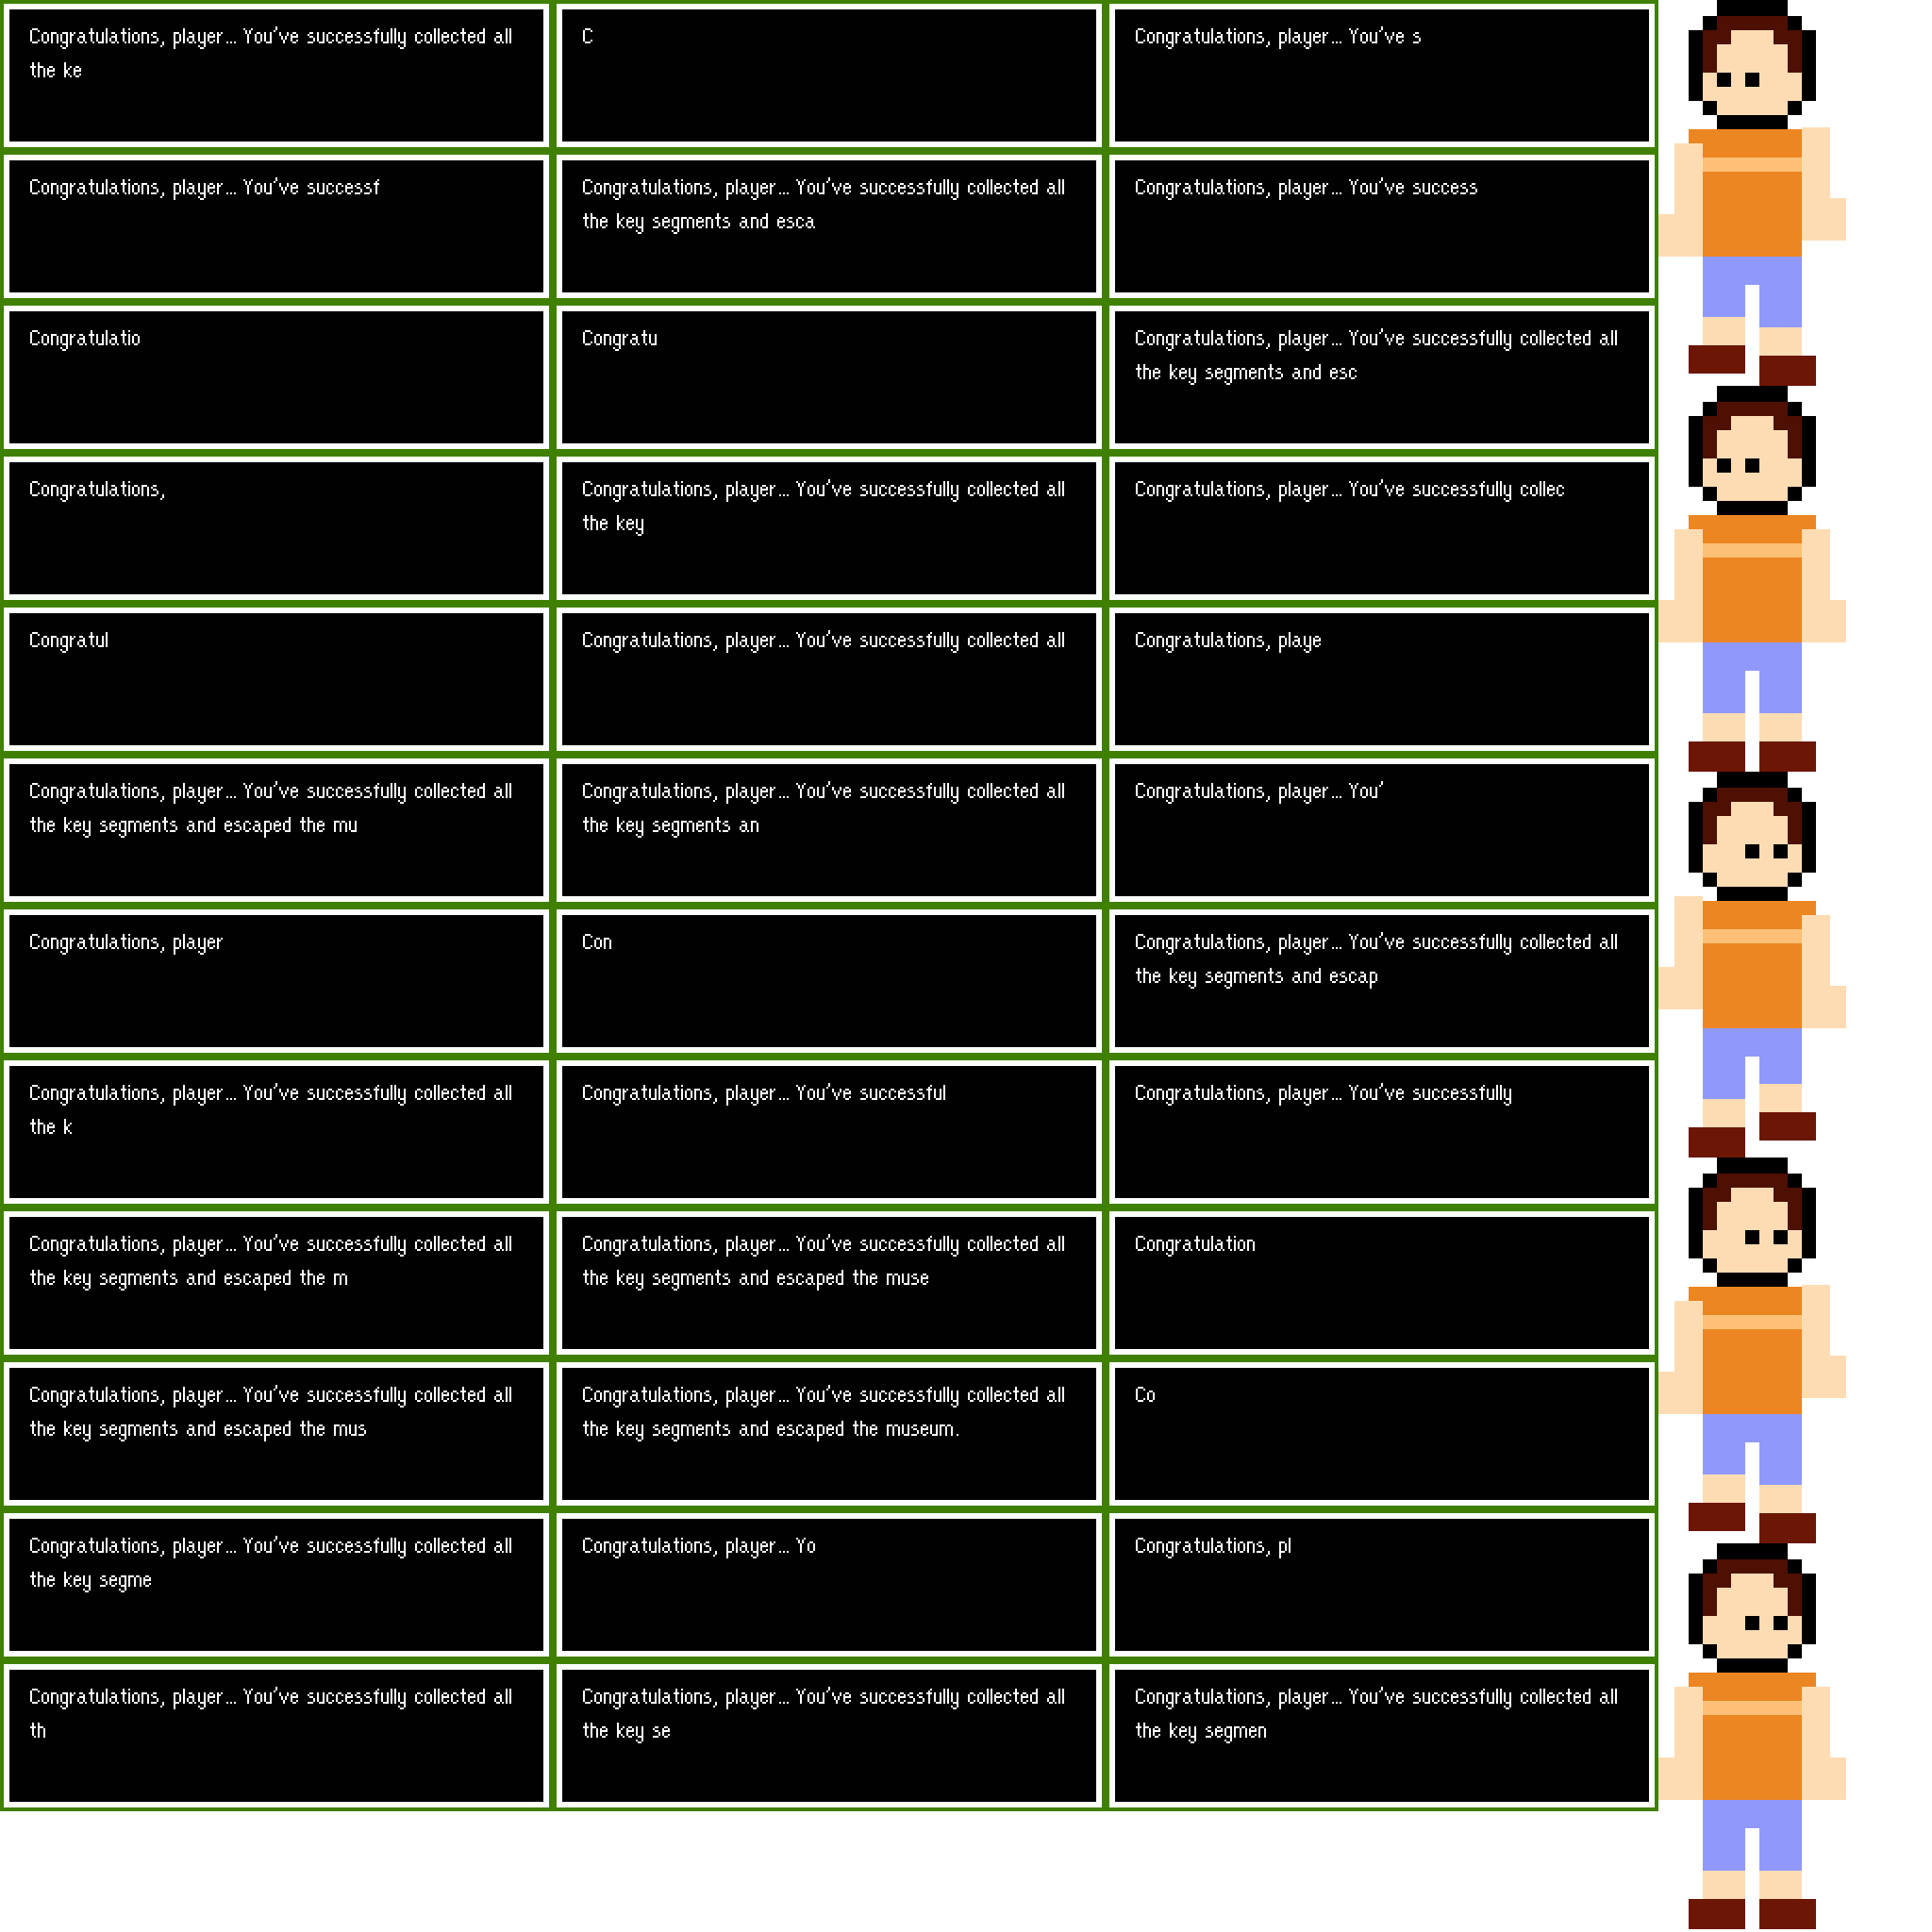 Congratulations, player... You've successfully collected all
the ke
C
Congratulations, player... You've s
Congratulations, player... You've successf
Congratulations, player... You've successfully collected all
the key segments and esca
Congratulations, player... You've success
Congratulatio
Congratu
Congratulations, player... You've successfully collected all
the key segments and esc
Congratulations,
Congratulations, player... You've successfully collected all
the key
Congratulations, player... You've successfully collec
Congratul
Congratulations, player... You've successfully collected all
Congratulations, playe
Congratulations, player... You've successfully collected all
the key segments and escaped the mu
Congratulations, player... You've successfully collected all
the key segments an
Congratulations, player... You'
Congratulations, player
Con
Congratulations, player... You've successfully collected all
the key segments and escap
Congratulations, player... You've successfully collected all
the k
Congratulations, player... You've successful
Congratulations, player... You've successfully
Congratulations, player... You've successfully collected all
the key segments and escaped the m
Congratulations, player... You've successfully collected all
the key segments and escaped the muse
Congratulation
Congratulations, player... You've successfully collected all
the key segments and escaped the mus
Congratulations, player... You've successfully collected all
the key segments and escaped the museum.
Co
Congratulations, player... You've successfully collected all
the key segme
Congratulations, player... Yo
Congratulations, pl
Congratulations, player... You've successfully collected all
th
Congratulations, player... You've successfully collected all
the key se
Congratulations, player... You've successfully collected all
the key segmen